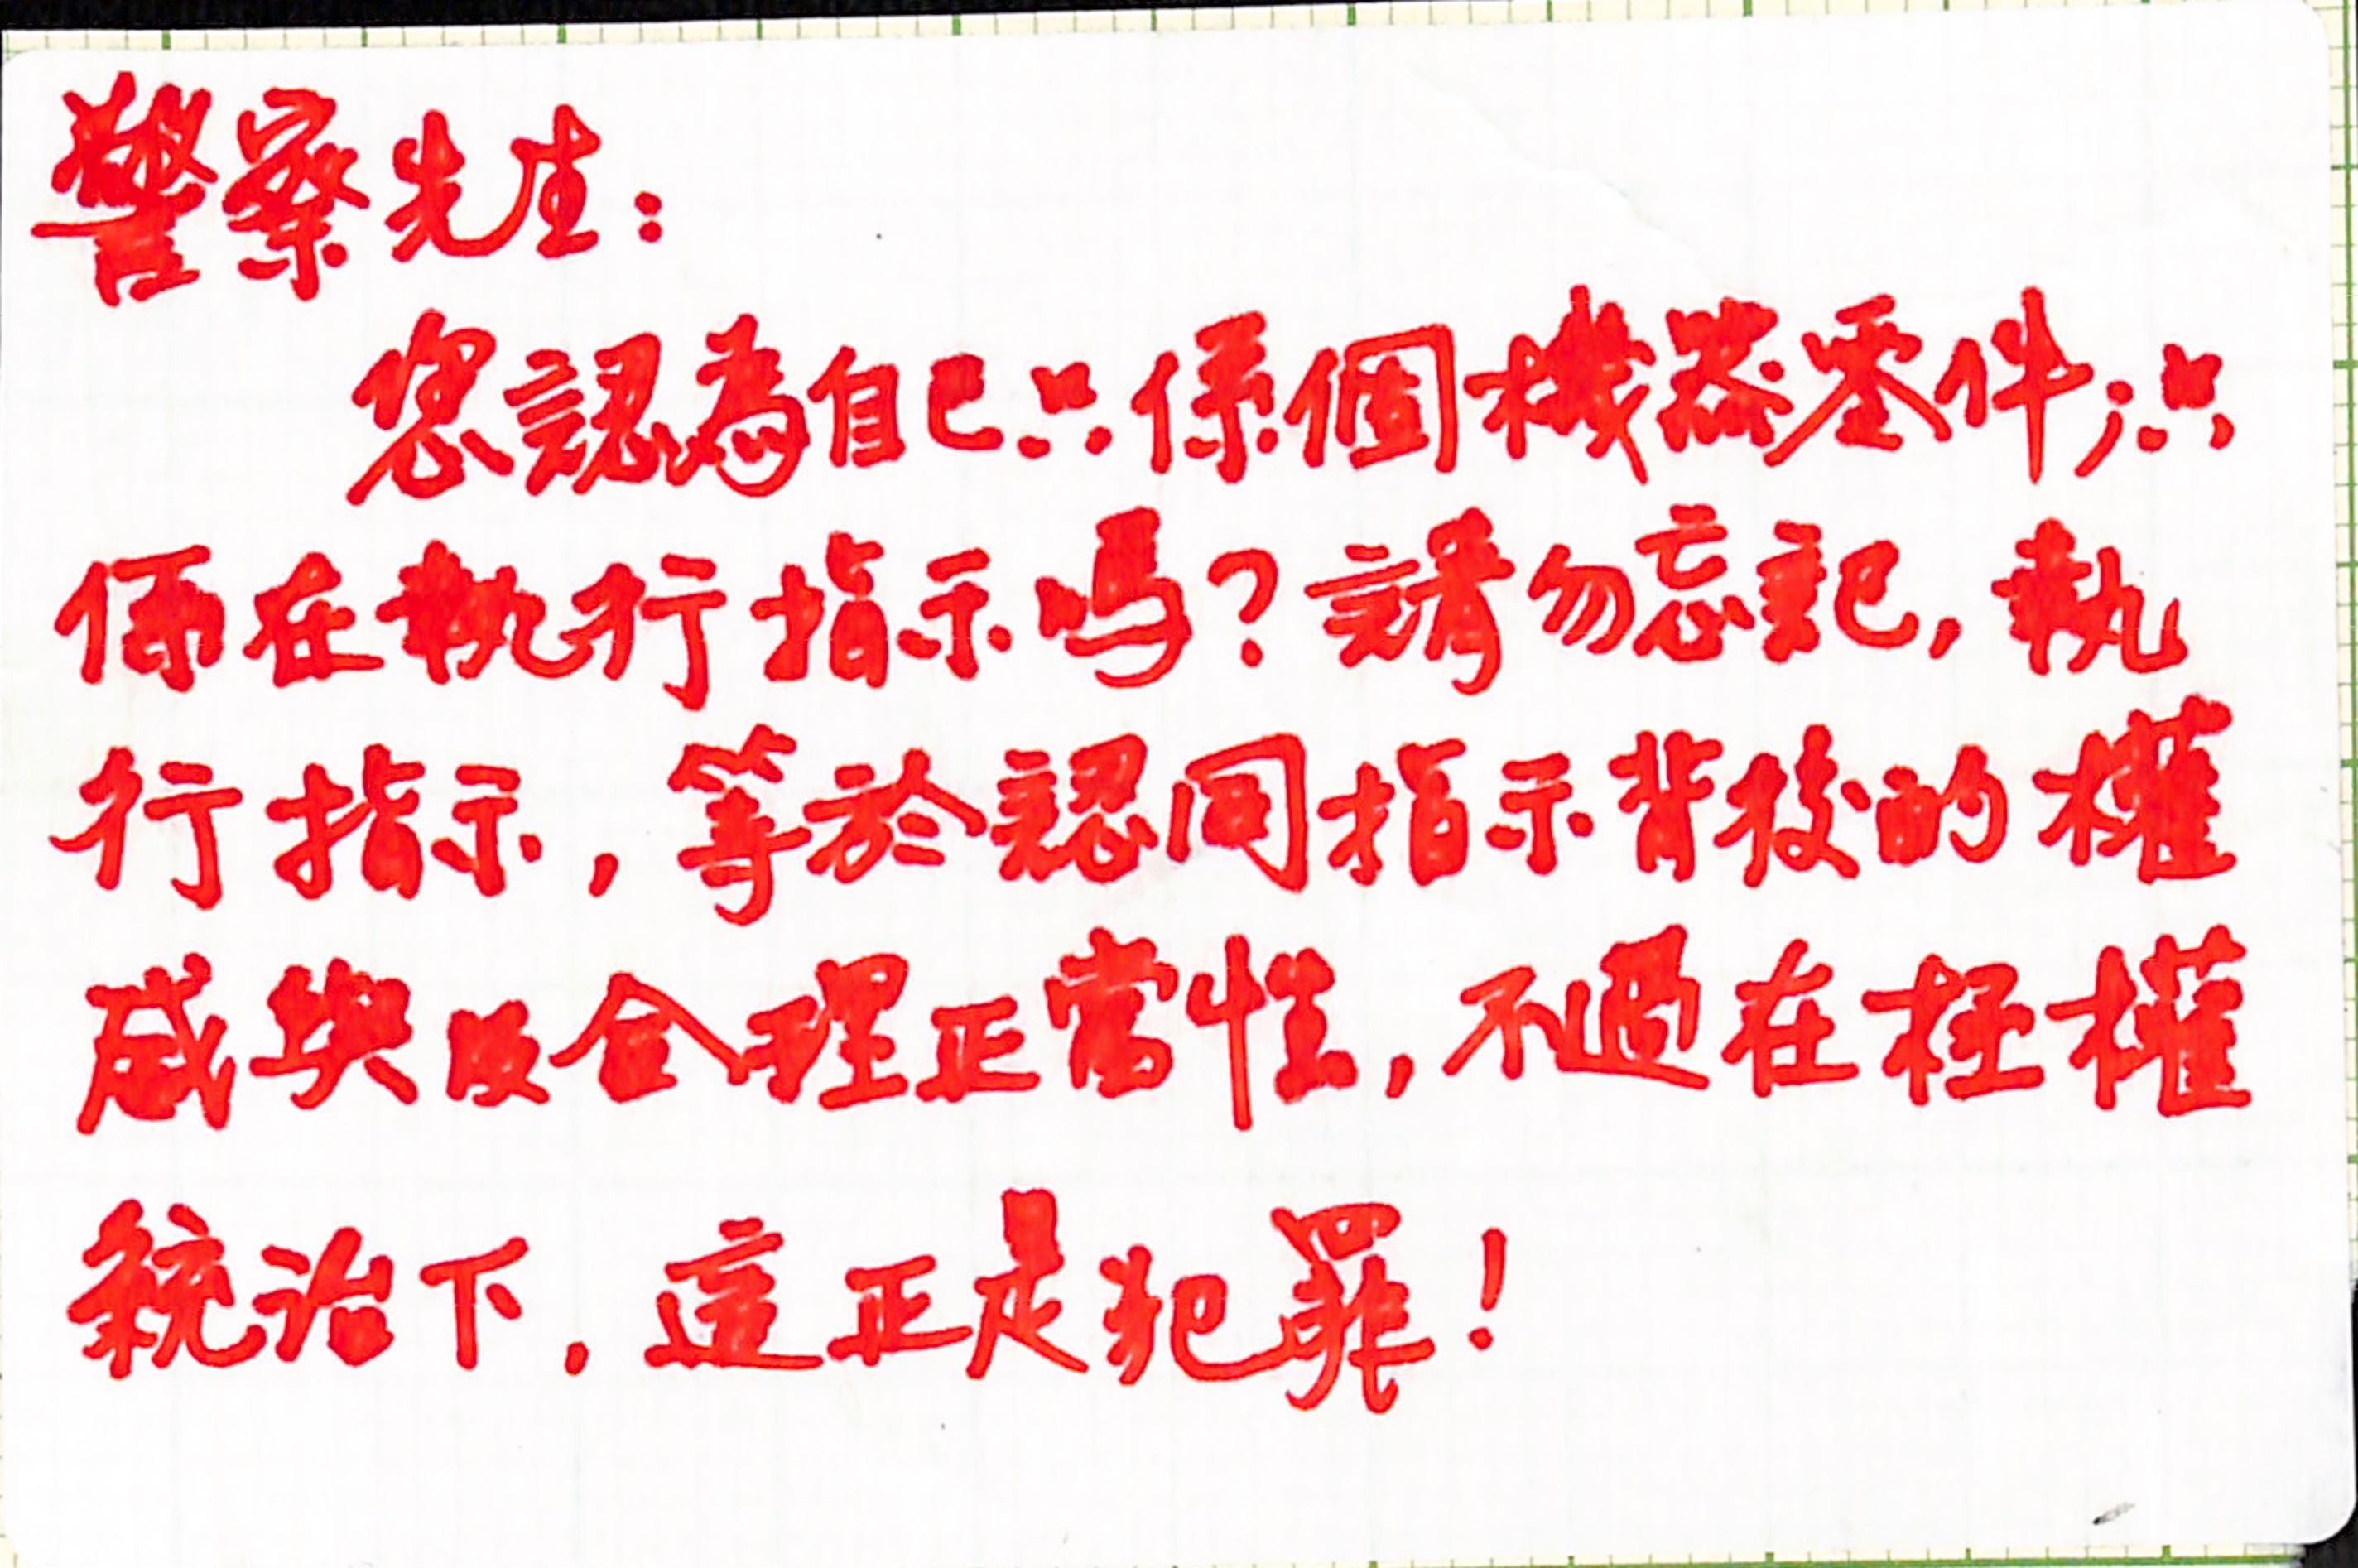 警察先生：
您認為自己只係個機器零件；只
係在執行指示嗎？請勿忘記，執
行指示，等於認同指示背後的權
威與及合理正當性，不過在極權
統治下，這正是犯罪！